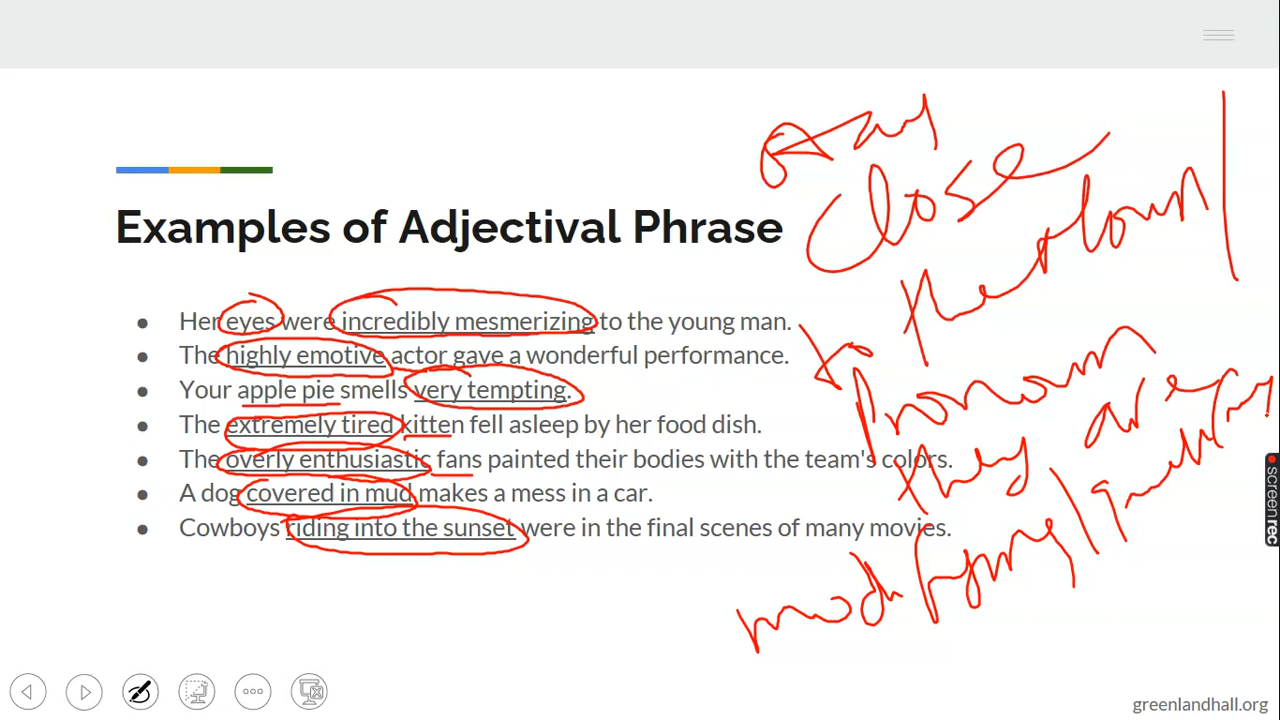 Examples of Adjectival Phrase
● Her eyes were incredibly mesmerizing to the young man.
● The highly emotive actor gave a wonderful performance.
● Your apple pie smells very tempting.
● The extremely tired kitten fell asleep by her food dish.
● The overly enthusiastic fans painted their bodies with the team's colors.
● A dog covered in mud makes a mess in a car.
● Cowboys riding into the sunset were in the final scenes of many movies.
Stay
Close
to the noun/
pronoun
they are
modifying/qualifying
screenrec
greenlandhall.org